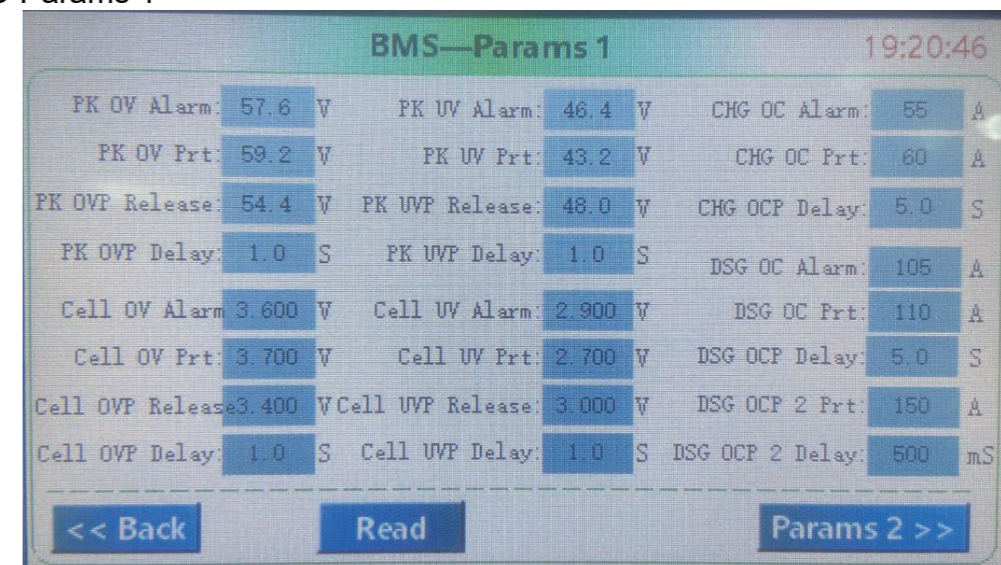 BMS—Params 1 19:20:46
PK OV Alarm: 57.6 V PK UV Alarm: 46.4 V CHG OC Alarm: 55 A
PK OV Prt: 59.2 V PK UV Prt: 43.2 V CHG OC Prt: 60 A
PK OVP Release: 54.4 V PK UVP Release: 48.0 V CHG OCP Delay: 5.0 S
PK OVP Delay: 1.0 S PK UVP Delay: 1.0 S DSG OC Alarm: 105 A
Cell OV Alarm 3.600 V Cell UV Alarm: 2.900 V DSG OC Prt: 110 A
Cell OV Prt: 3.700 V Cell UV Prt: 2.700 V DSG OCP Delay: 5.0 S
Cell OVP Release 3.400 V Cell UVP Release: 3.000 V DSG OCP 2 Prt: 150 A
Cell OVP Delay: 1.0 S Cell UVP Delay: 1.0 S DSG OCP 2 Delay: 500 mS
<< Back Read Params 2 >>